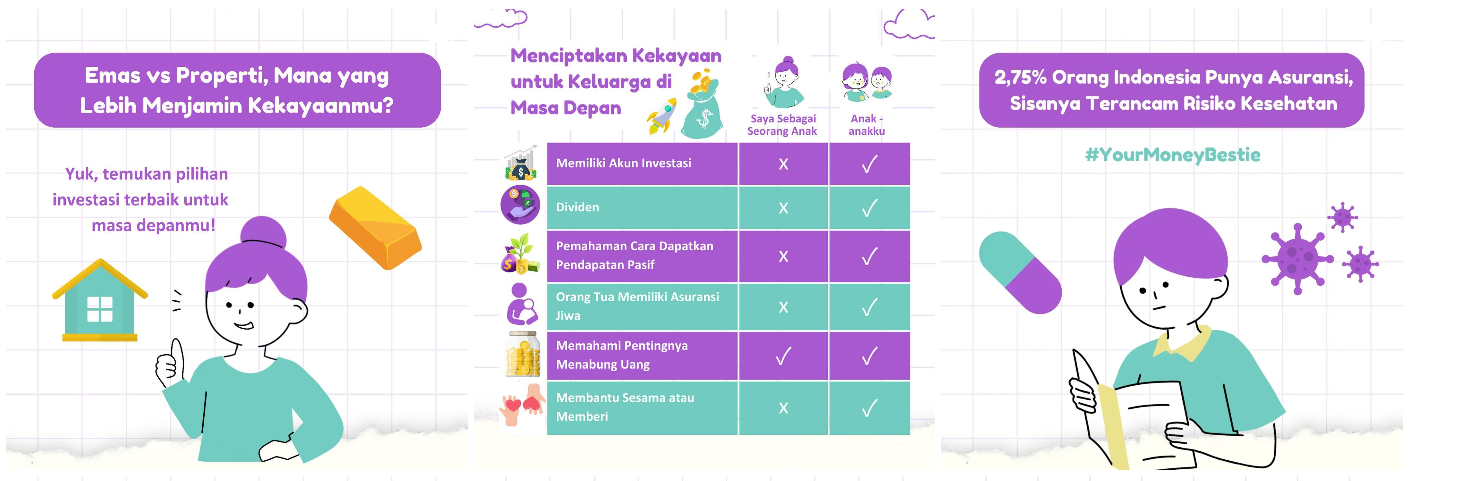 Emas vs Properti, Mana yang
Lebih Menjamin Kekayaanmu?
Yuk, temukan pilihan
investasi terbaik untuk
masa depanmu!
Menciptakan Kekayaan
untuk Keluarga di
Masa Depan
Saya Sebagai
Seorang Anak
Anak -
anakku
Memiliki Akun Investasi X ✓
Dividen X ✓
Pemahaman Cara Dapatkan
Pendapatan Pasif X ✓
Orang Tua Memiliki Asuransi
Jiwa X ✓
Memahami Pentingnya
Menabung Uang ✓ ✓
Membantu Sesama atau
Memberi X ✓
2,75% Orang Indonesia Punya Asuransi,
Sisanya Terancam Risiko Kesehatan
#YourMoneyBestie